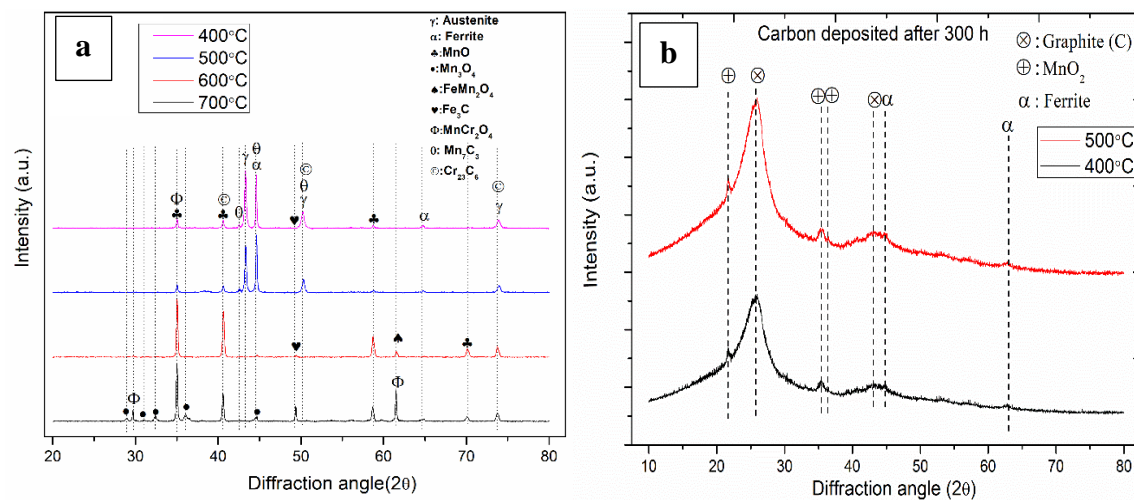 a
400°C
500°C
600°C
700°C
γ: Austenite
α: Ferrite
♣:MnO
•:Mn₃O₄
♠:FeMn₂O₄
♥:Fe₃C
Φ:MnCr₂O₄
θ: Mn₇C₃
©:Cr₂₃C₆
Φ
♣
©
♣
θ
γ
θ
α
♥
©
θ
γ
♣
α
©
γ
♥
♠
♣
• Φ • • • • Φ
20 30 40 50 60 70 80
Diffraction angle(2θ)
Intensity (a.u.)
b
Carbon deposited after 300 h
⊗: Graphite (C)
⊕: MnO₂
α: Ferrite
500°C
400°C
⊕ ⊗ ⊕ ⊕ ⊗ α α
10 20 30 40 50 60 70 80
Diffraction angle (2θ)
Intensity (a.u.)